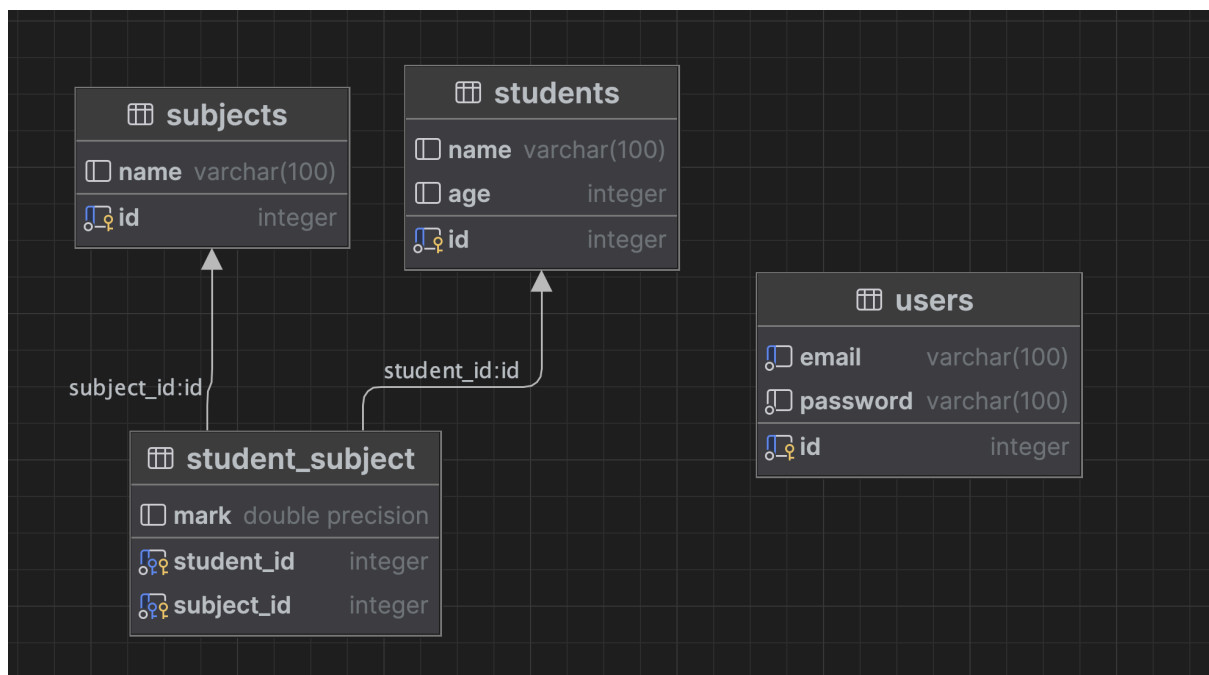 subjects
name varchar(100)
id integer
students
name varchar(100)
age integer
id integer
subject_id:id
student_id:id
student_subject
mark double precision
student_id integer
subject_id integer
users
email varchar(100)
password varchar(100)
id integer